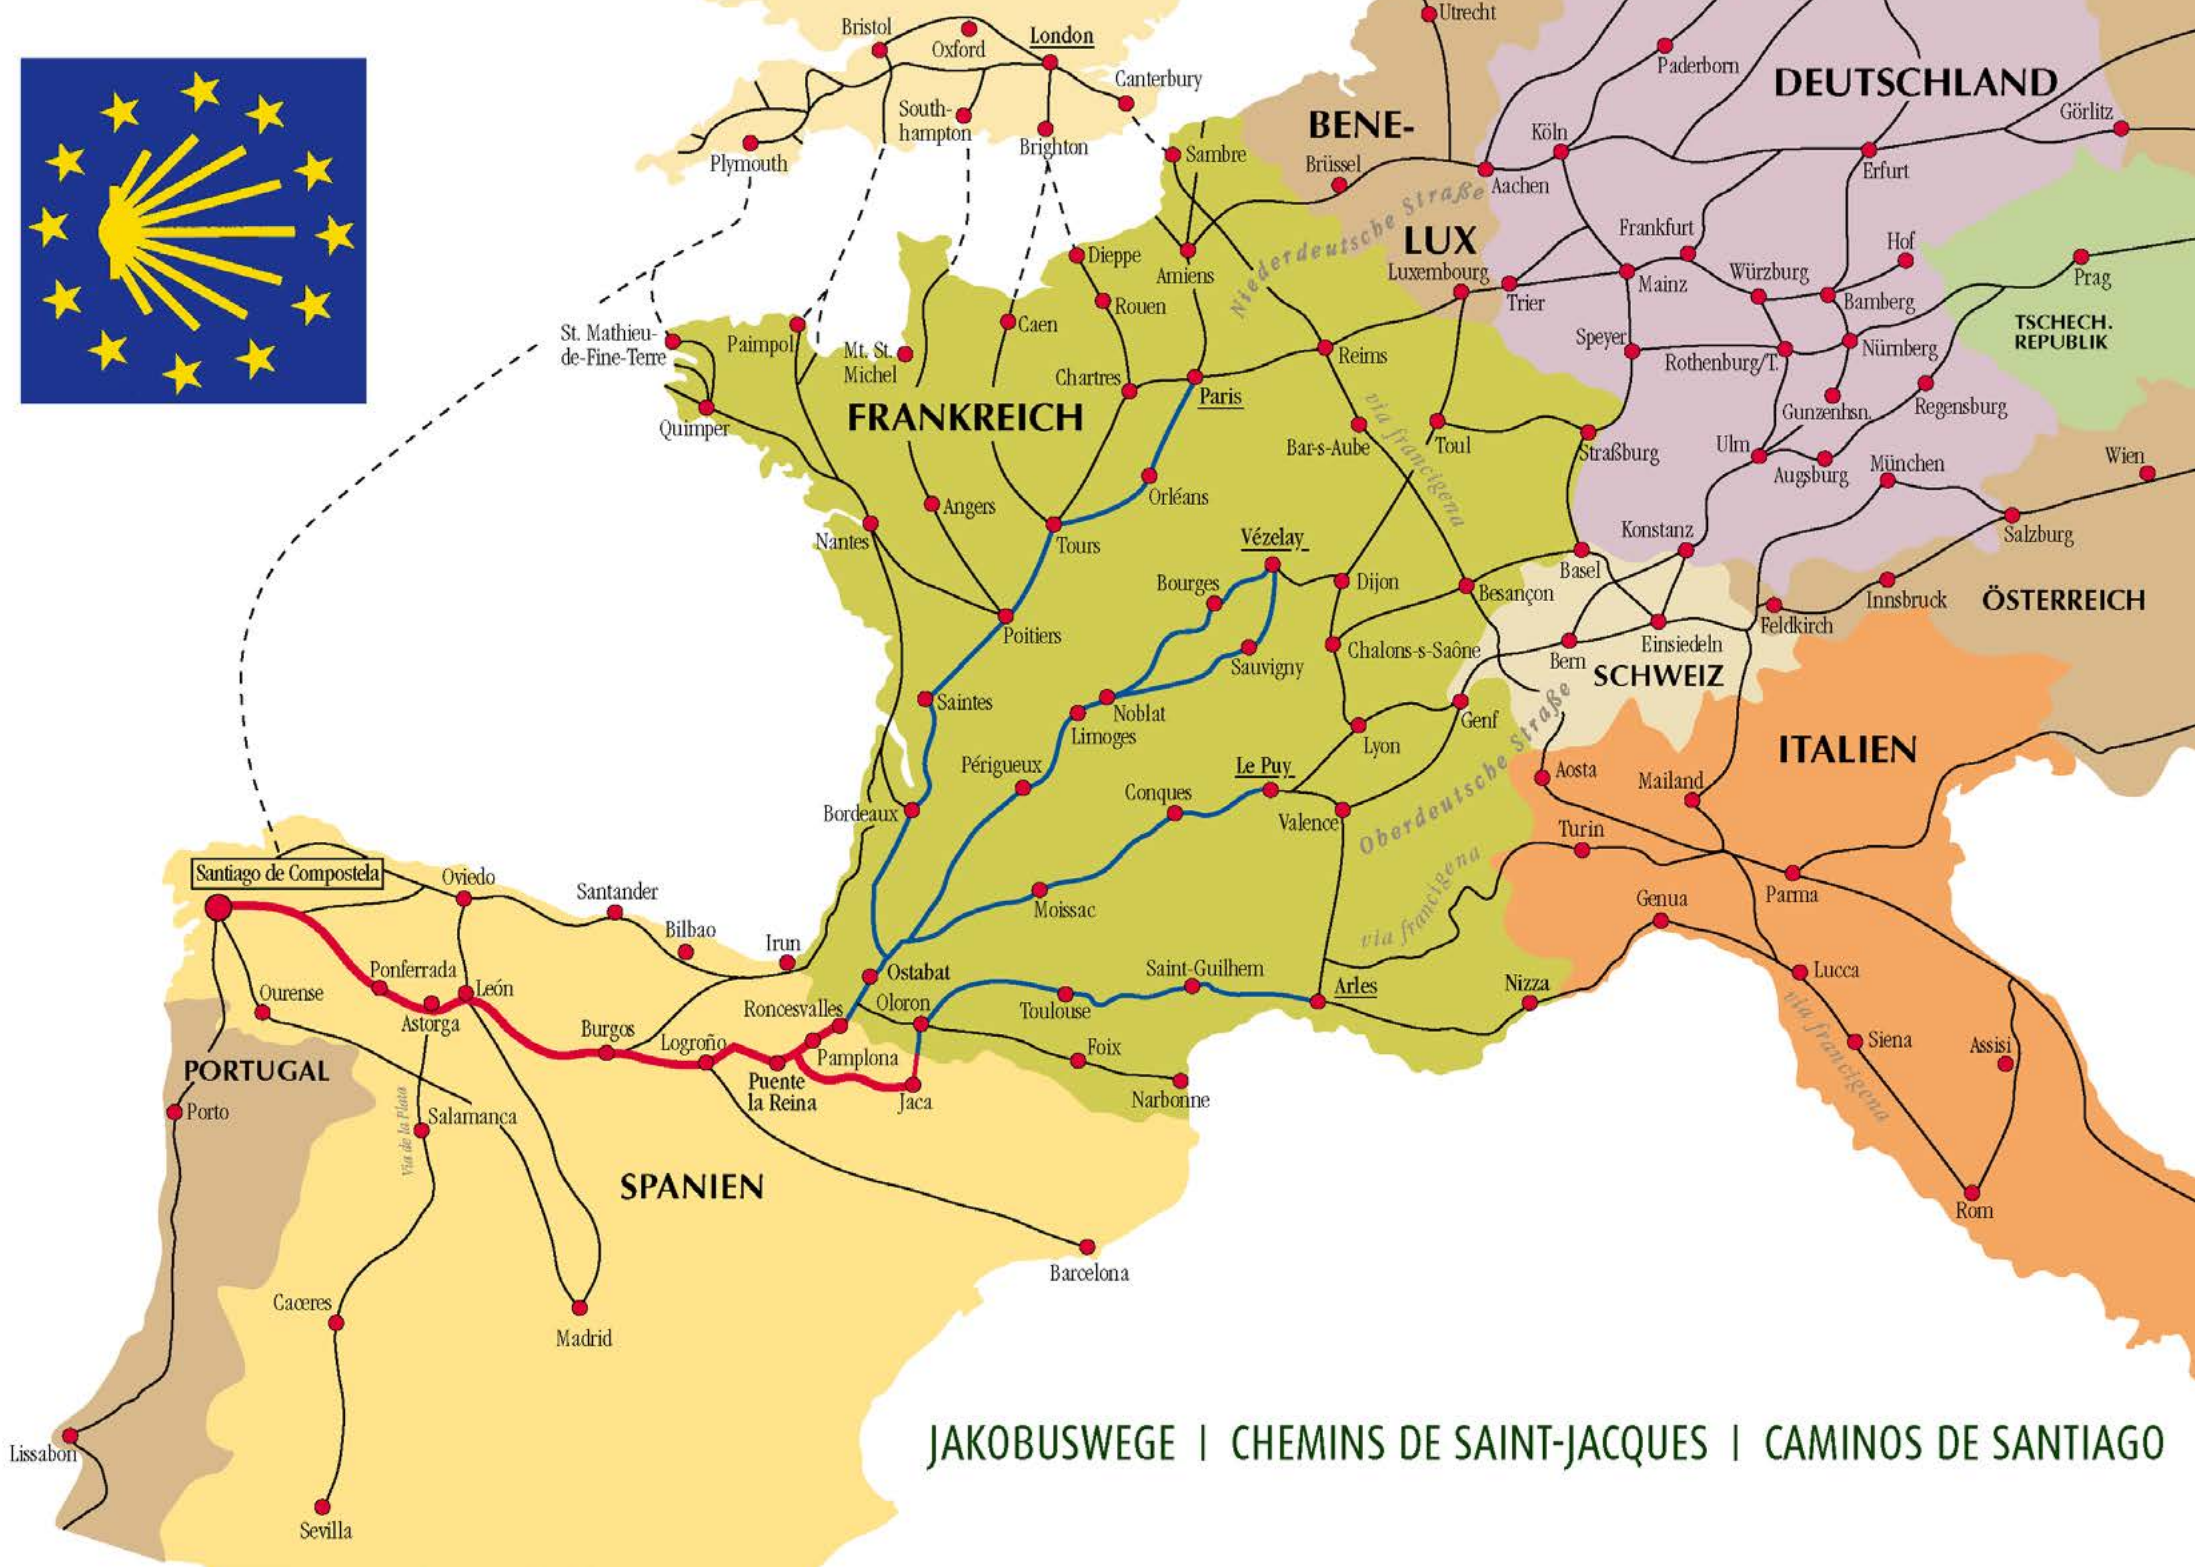 Utrecht
Bristol
Oxford
London
Paderborn
Canterbury
DEUTSCHLAND
South-
hampton
Görlitz
BENE-
Köln
Plymouth
Brighton
Sambre
Brüssel
Aachen
Erfurt
Niederdeutsche Straße
Frankfurt
LUX
Hof
Dieppe
Amiens
Luxembourg
Trier
Mainz
Würzburg
Bamberg
Prag
Rouen
Caen
St. Mathieu-
de-Fine-Terre
Paimpol
Mt. St.
Michel
Speyer
TSCHECH.
REPUBLIK
Reims
Rothenburg/T.
Nürnberg
Chartres
Paris
FRANKREICH
Gunzenhsn.
Regensburg
Quimper
via francigena
Bar-s-Aube
Toul
Straßburg
Ulm
Augsburg
München
Wien
Orléans
Angers
Nantes
Tours
Vézelay
Konstanz
Salzburg
Basel
Bourges
Dijon
Besançon
Innsbruck
ÖSTERREICH
Feldkirch
Poitiers
Sauvigny
Chalons-s-Saône
Bern
Einsiedeln
SCHWEIZ
Saintes
Noblat
Limoges
Genf
Lyon
Oberdeutsche Straße
ITALIEN
Périgueux
Le Puy
Aosta
Mailand
Conques
Bordeaux
Valence
Turin
via francigena
Santiago de Compostela
Oviedo
Santander
Parma
Moissac
Genua
Bilbao
Irun
Ponferrada
León
Ourense
Ostabat
Saint-Guilhem
Arles
Nizza
Lucca
Oloron
Roncesvalles
Toulouse
Astorga
Burgos
Logroño
Pamplona
Foix
via francigena
Siena
Assisi
PORTUGAL
Puente
la Reina
Jaca
Narbonne
Porto
Via de la Plata
Salamanca
SPANIEN
Rom
Barcelona
Caceres
Madrid
Lissabon
JAKOBUSWEGE | CHEMINS DE SAINT-JACQUES | CAMINOS DE SANTIAGO
Sevilla